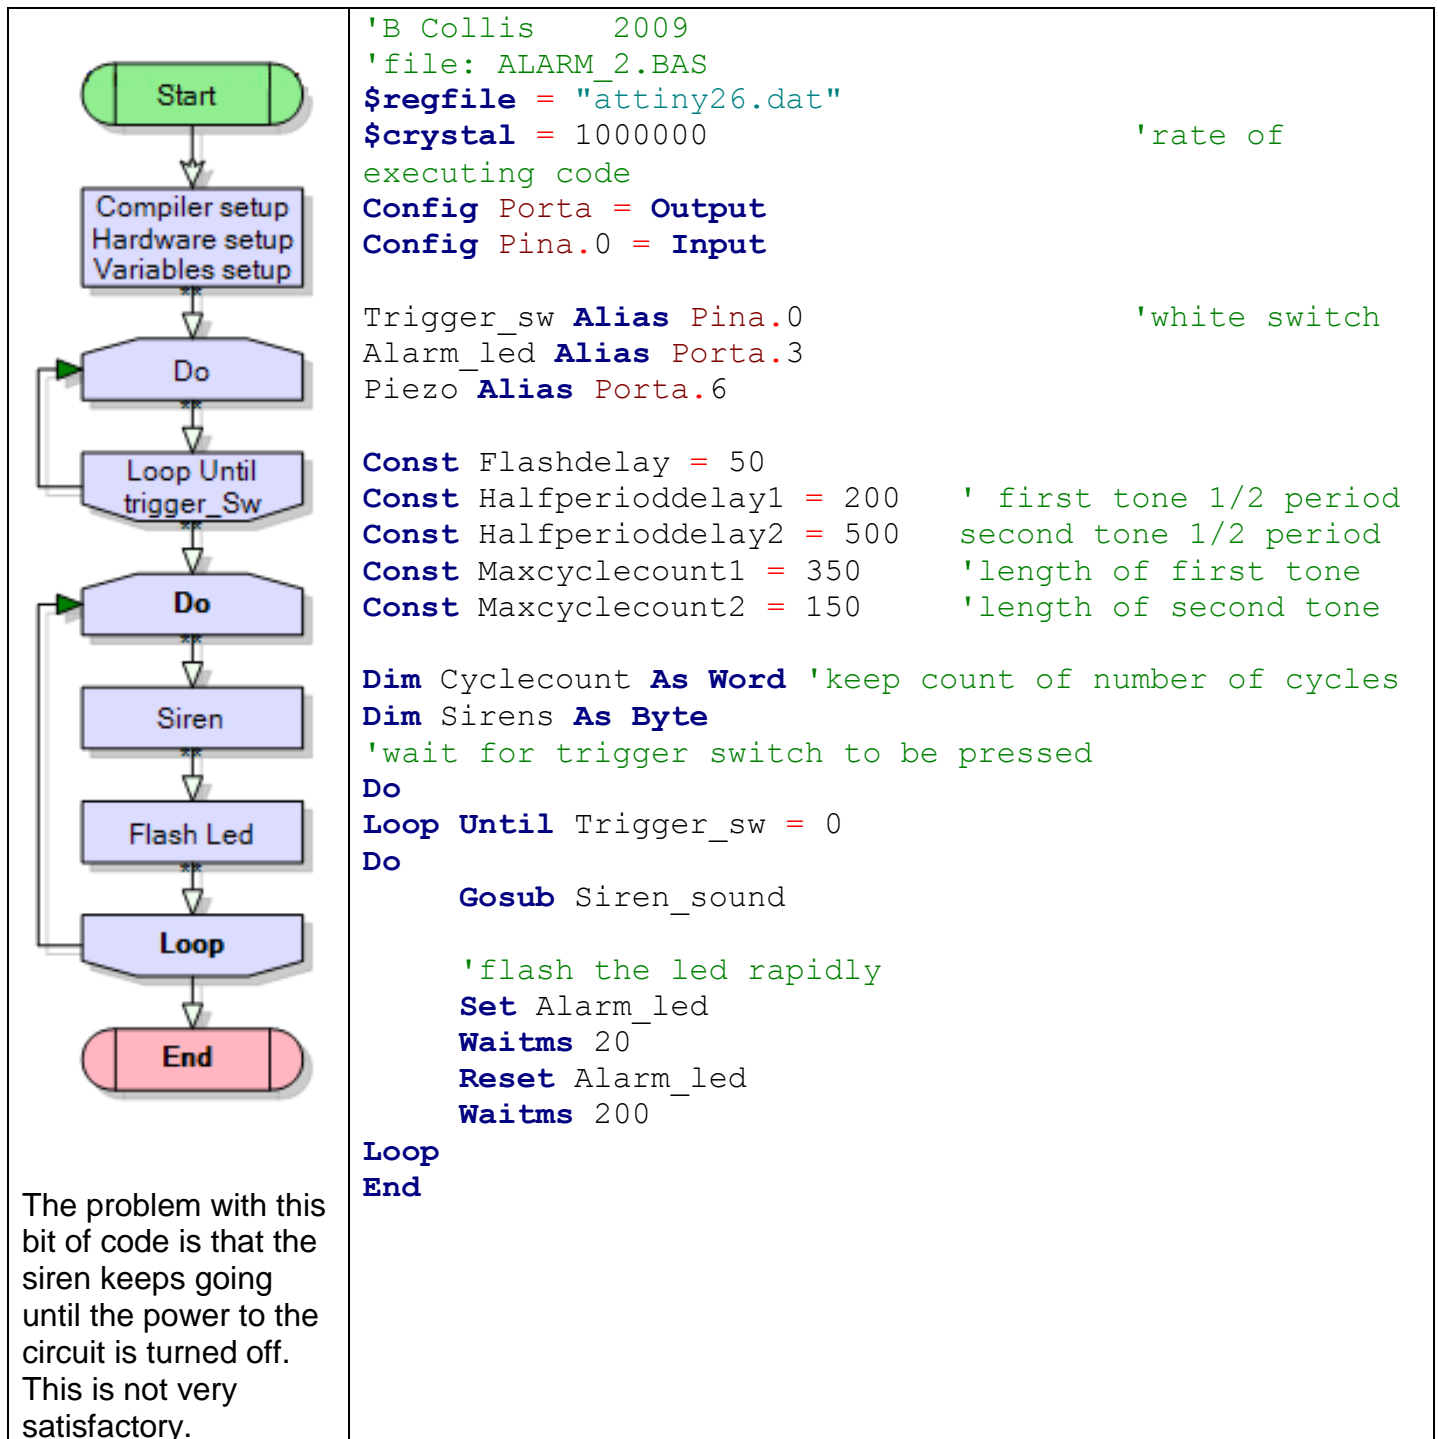 Start
Compiler setup
Hardware setup
Variables setup
Do
Loop Until
trigger_Sw
Do
Siren
Flash Led
Loop
End
The problem with this
bit of code is that the
siren keeps going
until the power to the
circuit is turned off.
This is not very
satisfactory.
'B Collis    2009
'file: ALARM_2.BAS
$regfile = "attiny26.dat"
$crystal = 1000000                       'rate of
executing code
Config Porta = Output
Config Pina.0 = Input
Trigger_sw Alias Pina.0                  'white switch
Alarm_led Alias Porta.3
Piezo Alias Porta.6
Const Flashdelay = 50
Const Halfperioddelay1 = 200    ' first tone 1/2 period
Const Halfperioddelay2 = 500   second tone 1/2 period
Const Maxcyclecount1 = 350     'length of first tone
Const Maxcyclecount2 = 150     'length of second tone
Dim Cyclecount As Word 'keep count of number of cycles
Dim Sirens As Byte
'wait for trigger switch to be pressed
Do
Loop Until Trigger_sw = 0
Do
     Gosub Siren_sound
     'flash the led rapidly
     Set Alarm_led
     Waitms 20
     Reset Alarm_led
     Waitms 200
Loop
End